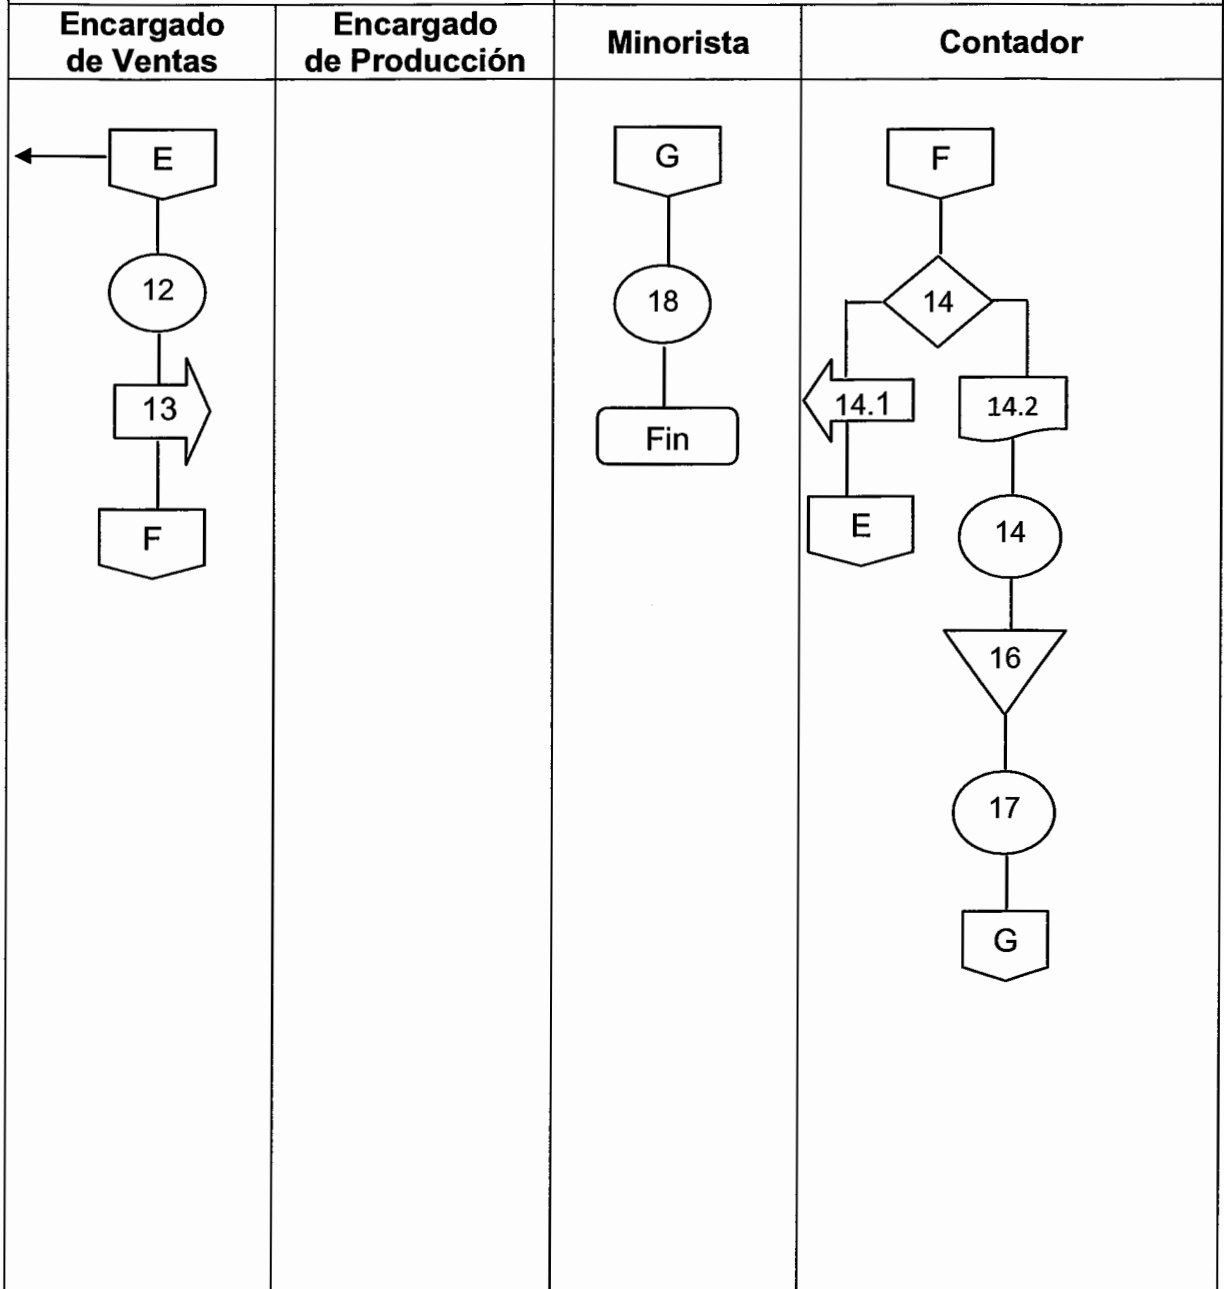 Encargado
de Ventas
Encargado
de Producción
Minorista
Contador
E
12
13
F
G
18
Fin
F
14
14.1
14.2
E
14
16
17
G